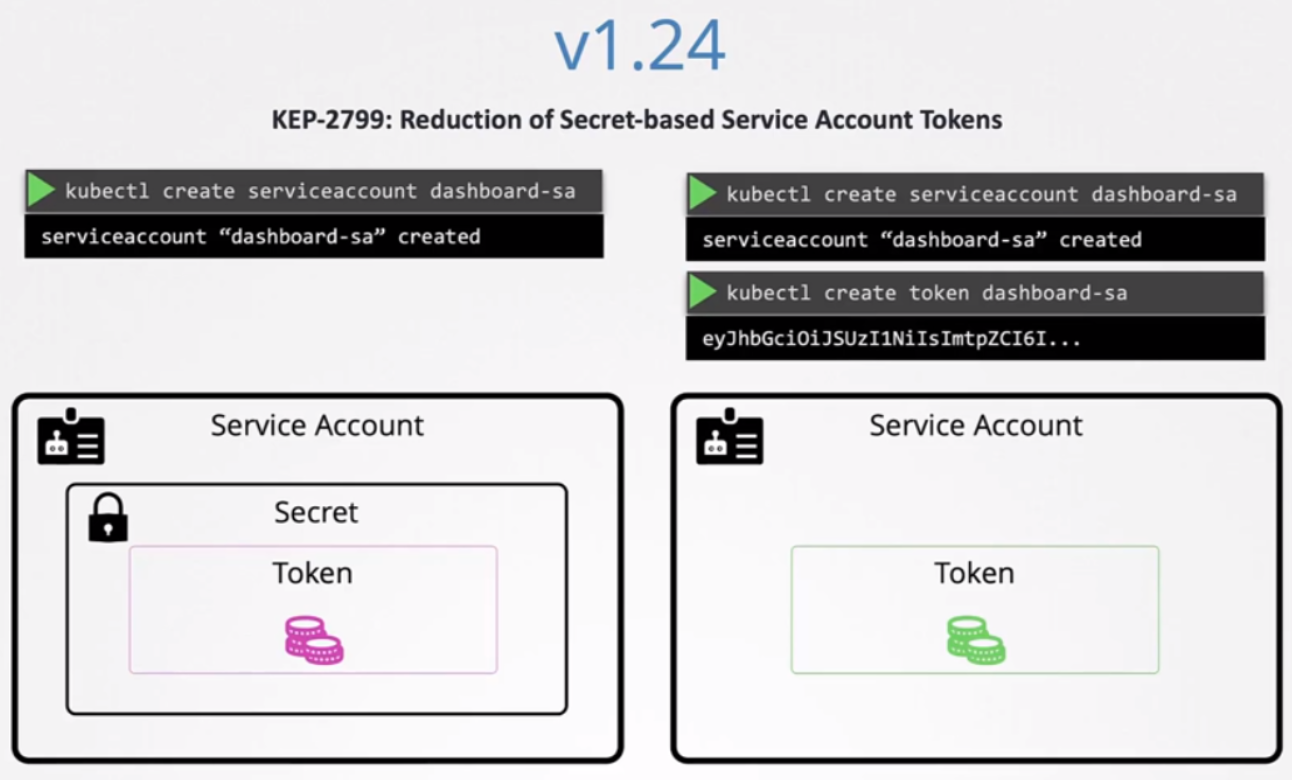 v1.24
KEP-2799: Reduction of Secret-based Service Account Tokens
kubectl create serviceaccount dashboard-sa
serviceaccount “dashboard-sa” created
kubectl create serviceaccount dashboard-sa
serviceaccount “dashboard-sa” created
kubectl create token dashboard-sa
eyJhbGciOiJSUzI1NiIsImtpZCI6I...
Service Account
Secret
Token
Service Account
Token